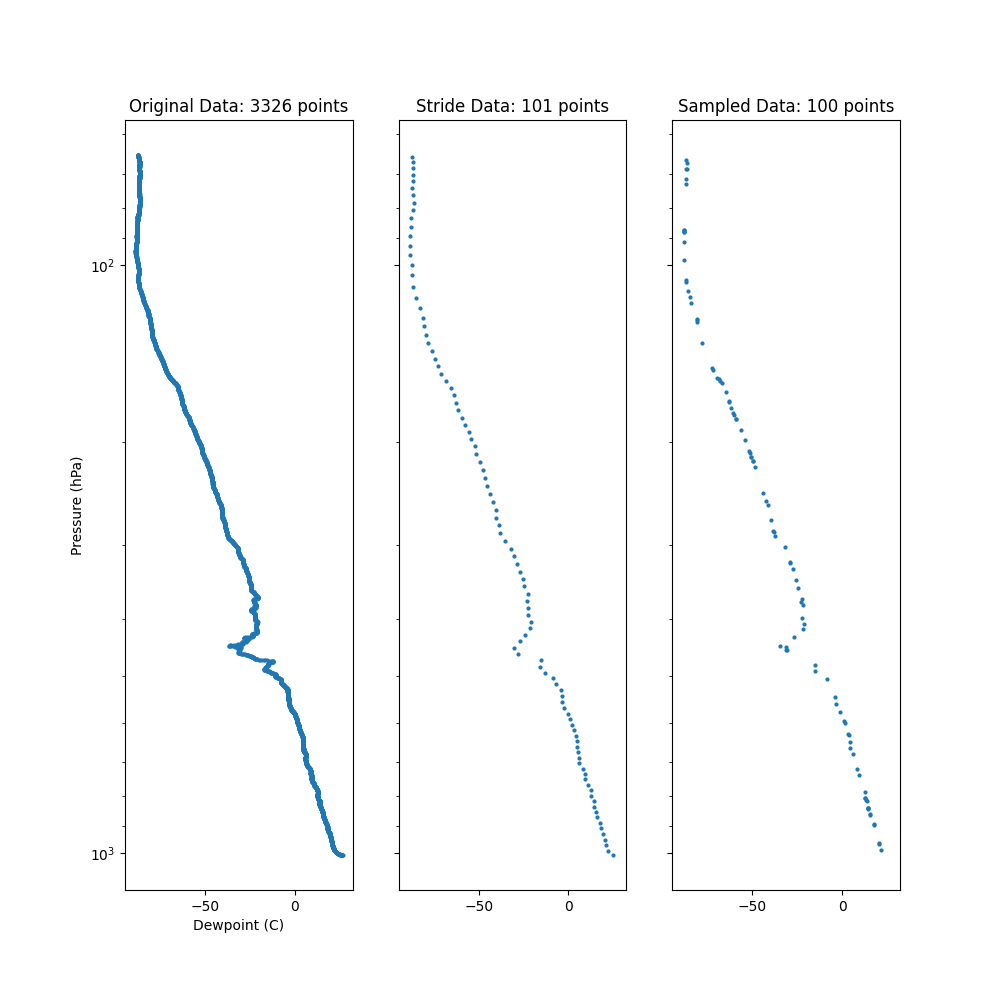 Original Data: 3326 points
Stride Data: 101 points
Sampled Data: 100 points
10²
10³
Pressure (hPa)
−50 0
−50 0
−50 0
Dewpoint (C)